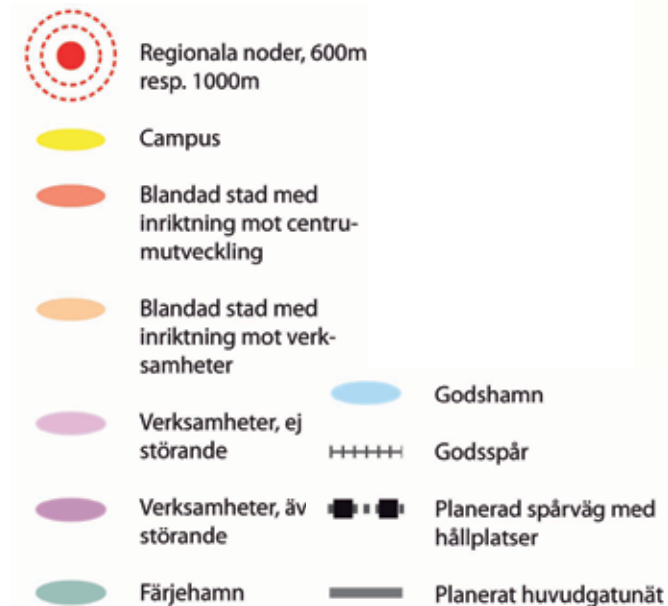 Regionala noder, 600m
resp. 1000m
Campus
Blandad stad med
inriktning mot centru-
mutveckling
Blandad stad med
inriktning mot verk-
samheter
Verksamheter, ej
störande
Verksamheter, äv
störande
Färjehamn
Godshamn
Godsspår
Planerad spårväg med
hållplatser
Planerat huvudgatunät